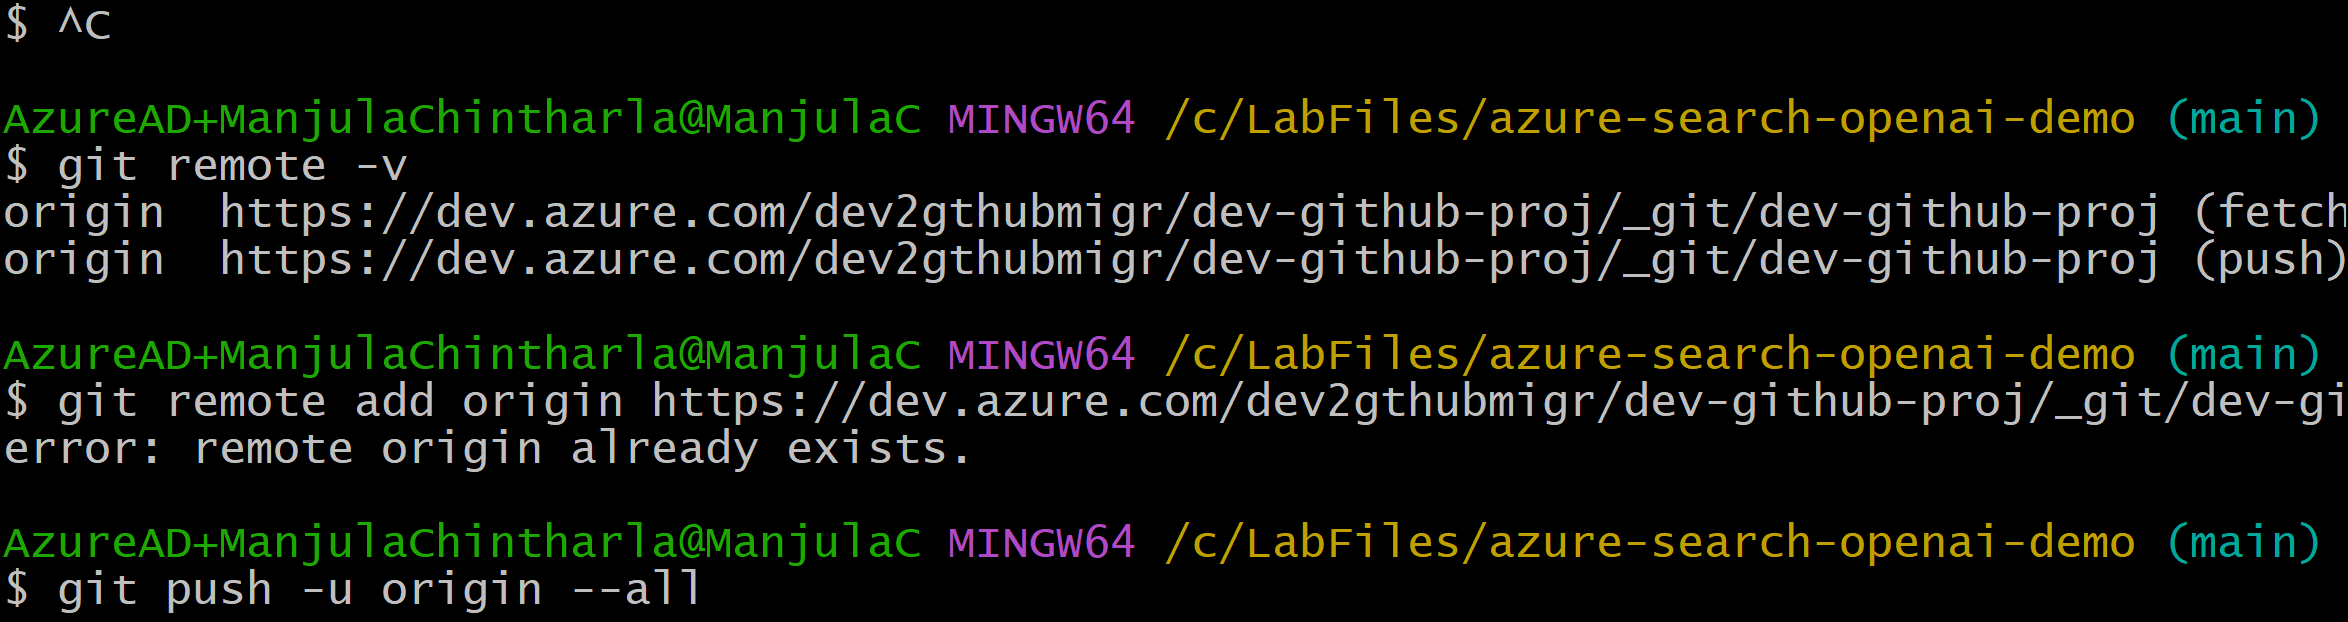 $ ^C
AzureAD+ManjulaChintharla@ManjulaC MINGW64 /c/LabFiles/azure-search-openai-demo (main)
$ git remote -v
origin  https://dev.azure.com/dev2gthubmigr/dev-github-proj/_git/dev-github-proj (fetch
origin  https://dev.azure.com/dev2gthubmigr/dev-github-proj/_git/dev-github-proj (push)
AzureAD+ManjulaChintharla@ManjulaC MINGW64 /c/LabFiles/azure-search-openai-demo (main)
$ git remote add origin https://dev.azure.com/dev2gthubmigr/dev-github-proj/_git/dev-gi
error: remote origin already exists.
AzureAD+ManjulaChintharla@ManjulaC MINGW64 /c/LabFiles/azure-search-openai-demo (main)
$ git push -u origin --all